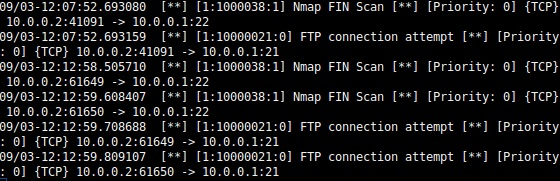 09/03-12:07:52.693080  [**] [1:1000038:1] Nmap FIN Scan [**] [Priority: 0] {TCP}
 10.0.0.2:41091 -> 10.0.0.1:22
09/03-12:07:52.693159  [**] [1:10000021:0] FTP connection attempt [**] [Priority
: 0] {TCP} 10.0.0.2:41091 -> 10.0.0.1:21
09/03-12:12:58.505710  [**] [1:1000038:1] Nmap FIN Scan [**] [Priority: 0] {TCP}
 10.0.0.2:61649 -> 10.0.0.1:22
09/03-12:12:59.608407  [**] [1:1000038:1] Nmap FIN Scan [**] [Priority: 0] {TCP}
 10.0.0.2:61650 -> 10.0.0.1:22
09/03-12:12:59.708688  [**] [1:10000021:0] FTP connection attempt [**] [Priority
: 0] {TCP} 10.0.0.2:61649 -> 10.0.0.1:21
09/03-12:12:59.809107  [**] [1:10000021:0] FTP connection attempt [**] [Priority
: 0] {TCP} 10.0.0.2:61650 -> 10.0.0.1:21